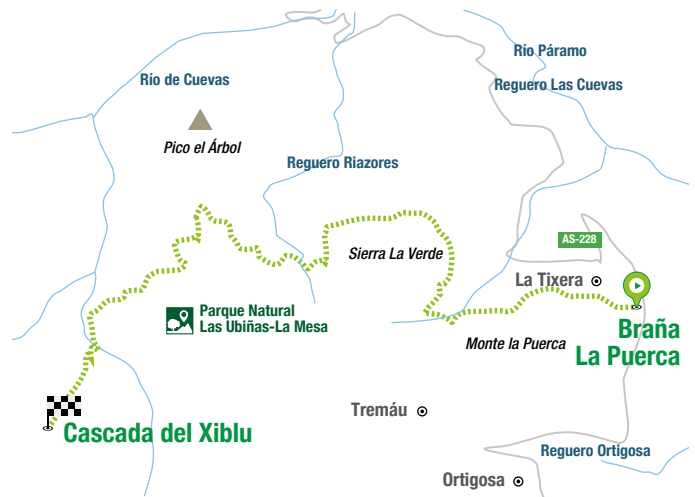 Río Páramo
Río de Cuevas
Reguero Las Cuevas
Pico el Árbol
Reguero Riazores
AS-228
Sierra La Verde
La Tixera
Parque Natural
Las Ubiñas-La Mesa
Braña
La Puerca
Monte la Puerca
Tremáu
Cascada del Xiblu
Reguero Ortigosa
Ortigosa